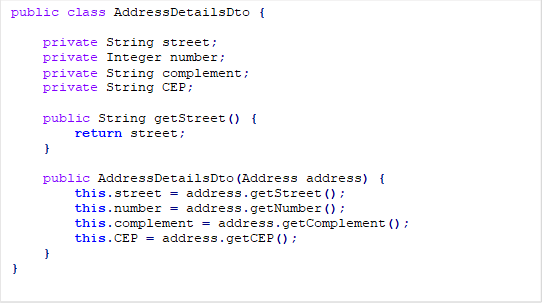 public class AddressDetailsDto {
private String street;
private Integer number;
private String complement;
private String CEP;
public String getStreet() {
return street;
}
public AddressDetailsDto(Address address) {
this.street = address.getStreet();
this.number = address.getNumber();
this.complement = address.getComplement();
this.CEP = address.getCEP();
}
}